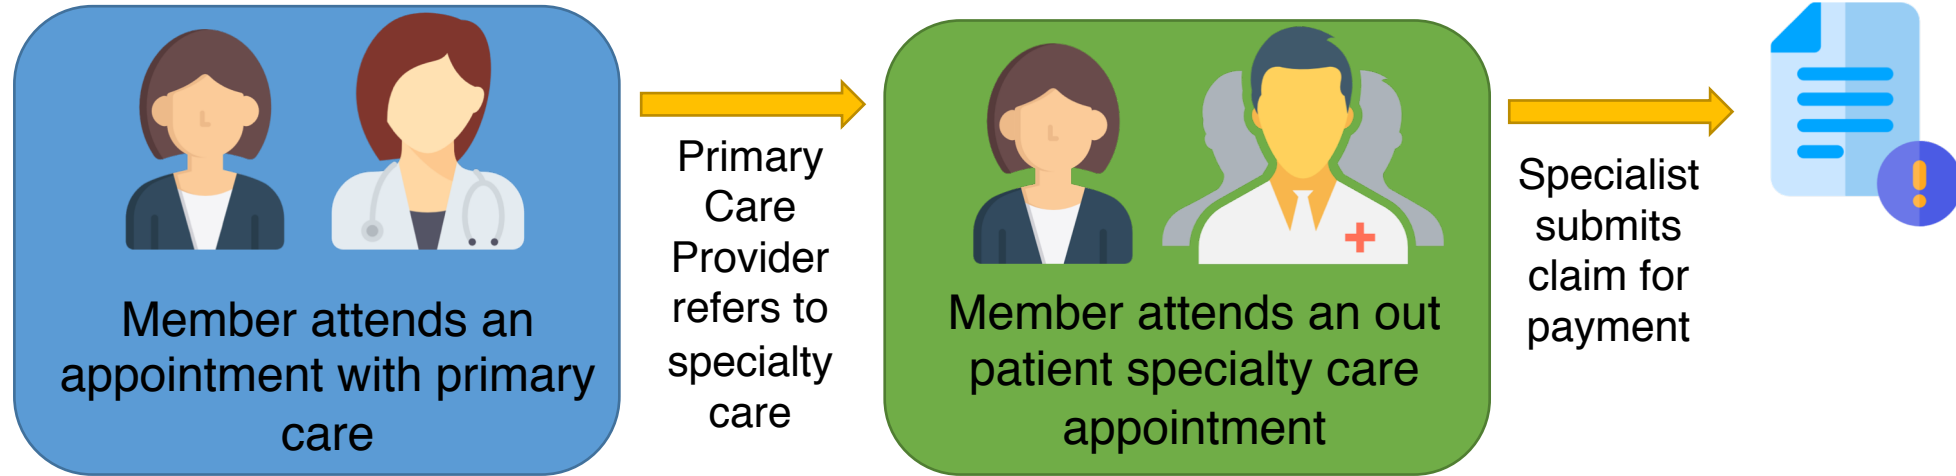 Member attends an
appointment with primary
care
Primary
Care
Provider
refers to
specialty
care
Member attends an out
patient specialty care
appointment
Specialist
submits
claim for
payment